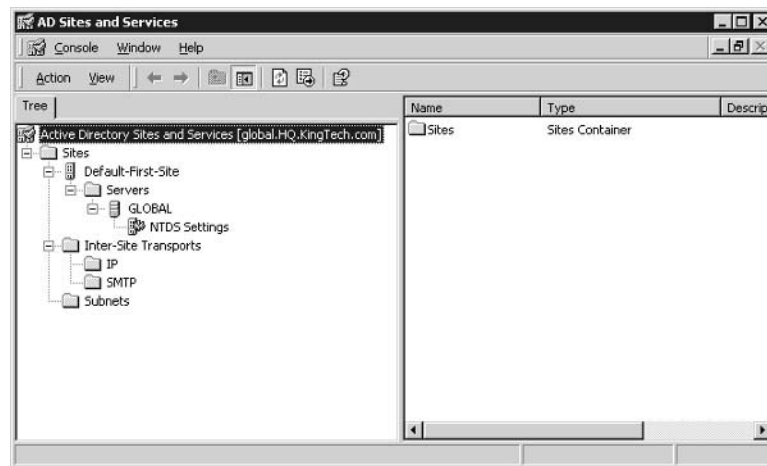 AD Sites and Services
Console Window Help
Action View
Tree
Name Type Descrip
Active Directory Sites and Services [global.HQ.KingTech.com]
Sites
Default-First-Site
Servers
GLOBAL
NTDS Settings
Inter-Site Transports
IP
SMTP
Subnets
Sites Sites Container